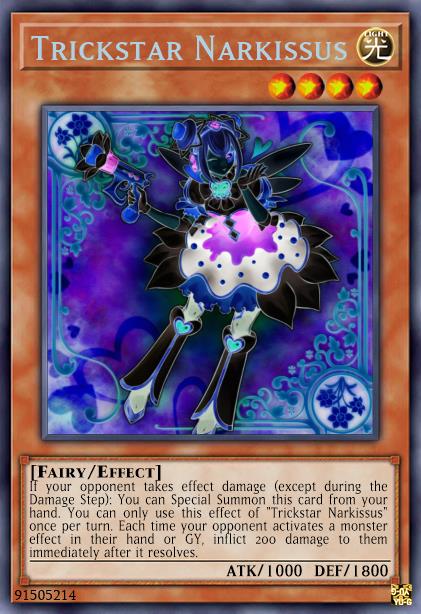 TRICKSTAR NARKISSUS
LIGHT
光
[FAIRY/EFFECT]
If your opponent takes effect damage (except during the
Damage Step): You can Special Summon this card from your
hand. You can only use this effect of "Trickstar Narkissus"
once per turn. Each time your opponent activates a monster
effect in their hand or GY, inflict 200 damage to them
immediately after it resolves.
ATK/1000 DEF/1800
91505214